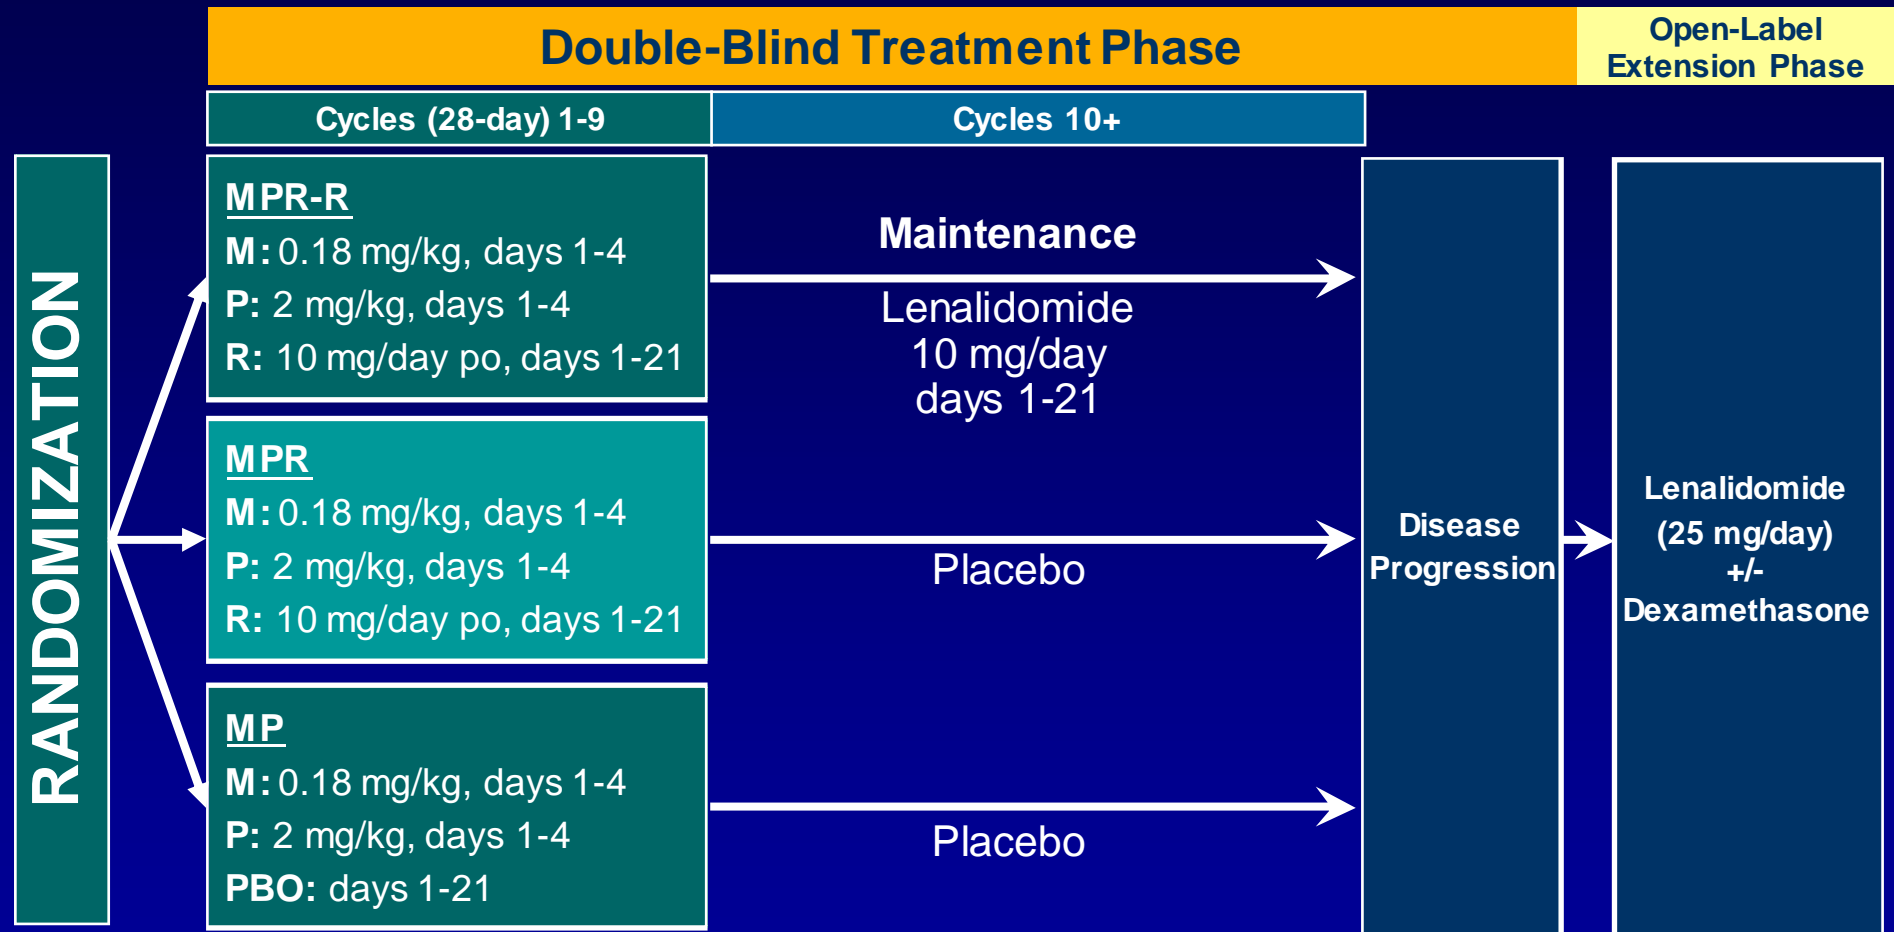 Double-Blind Treatment Phase
Open-Label
Extension Phase
Cycles (28-day) 1-9
Cycles 10+
RANDOMIZATION
MPR-R
M: 0.18 mg/kg, days 1-4
P: 2 mg/kg, days 1-4
R: 10 mg/day po, days 1-21
Maintenance
Lenalidomide
10 mg/day
days 1-21
MPR
M: 0.18 mg/kg, days 1-4
P: 2 mg/kg, days 1-4
R: 10 mg/day po, days 1-21
Placebo
MP
M: 0.18 mg/kg, days 1-4
P: 2 mg/kg, days 1-4
PBO: days 1-21
Placebo
Disease
Progression
Lenalidomide
(25 mg/day)
+/-
Dexamethasone